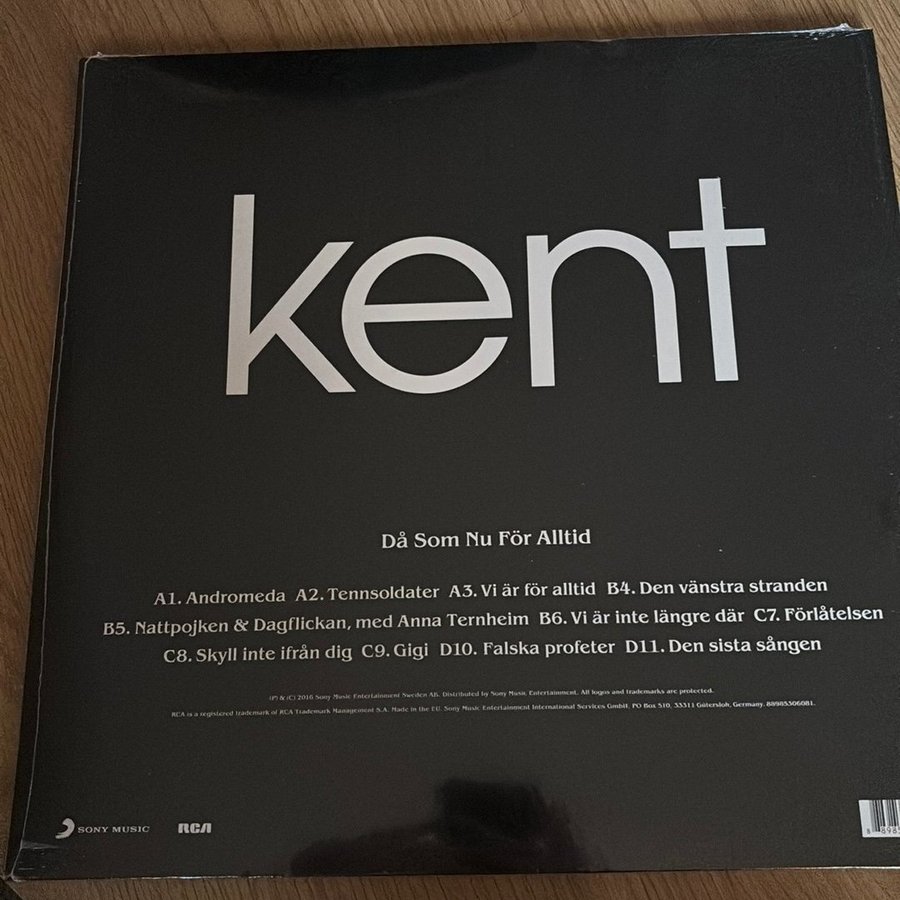 kent
Då Som Nu För Alltid
A1. Andromeda A2. Tennsoldater A3. Vi är för alltid B4. Den vänstra stranden
B5. Nattpojken & Dagflickan, med Anna Ternheim B6. Vi är inte längre där C7. Förlåtelsen
C8. Skyll inte ifrån dig C9. Gigi D10. Falska profeter D11. Den sista sången
(P) & (C) 2016 Sony Music Entertainment Sweden AB. Distributed by Sony Music Entertainment. All logos and trademarks are protected.
RCA is a registered trademark of RCA Trademark Management S.A. Made in the EU. Sony Music Entertainment International Services GmbH, PO Box 510, 33311 Gütersloh, Germany. 88985306081.
SONY MUSIC RCA